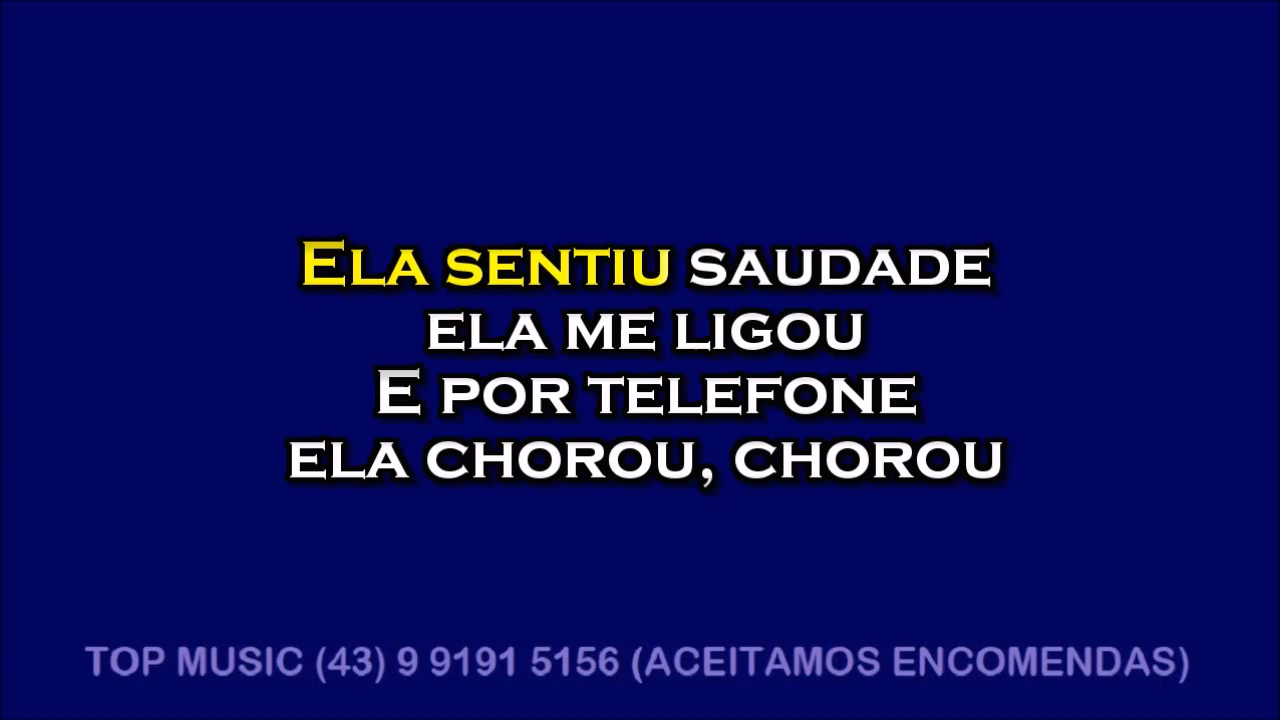 Ela sentiu saudade
ela me ligou
E por telefone
ela chorou, chorou
TOP MUSIC (43) 9 9191 5156 (ACEITAMOS ENCOMENDAS)